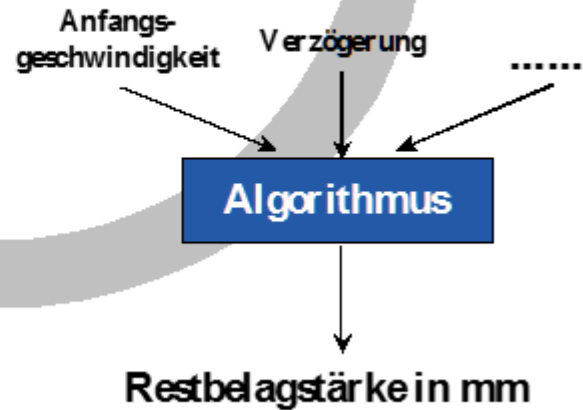 Anfangs-
geschwindigkeit
Verzögerung
......
Algorithmus
Restbelagstärke in mm